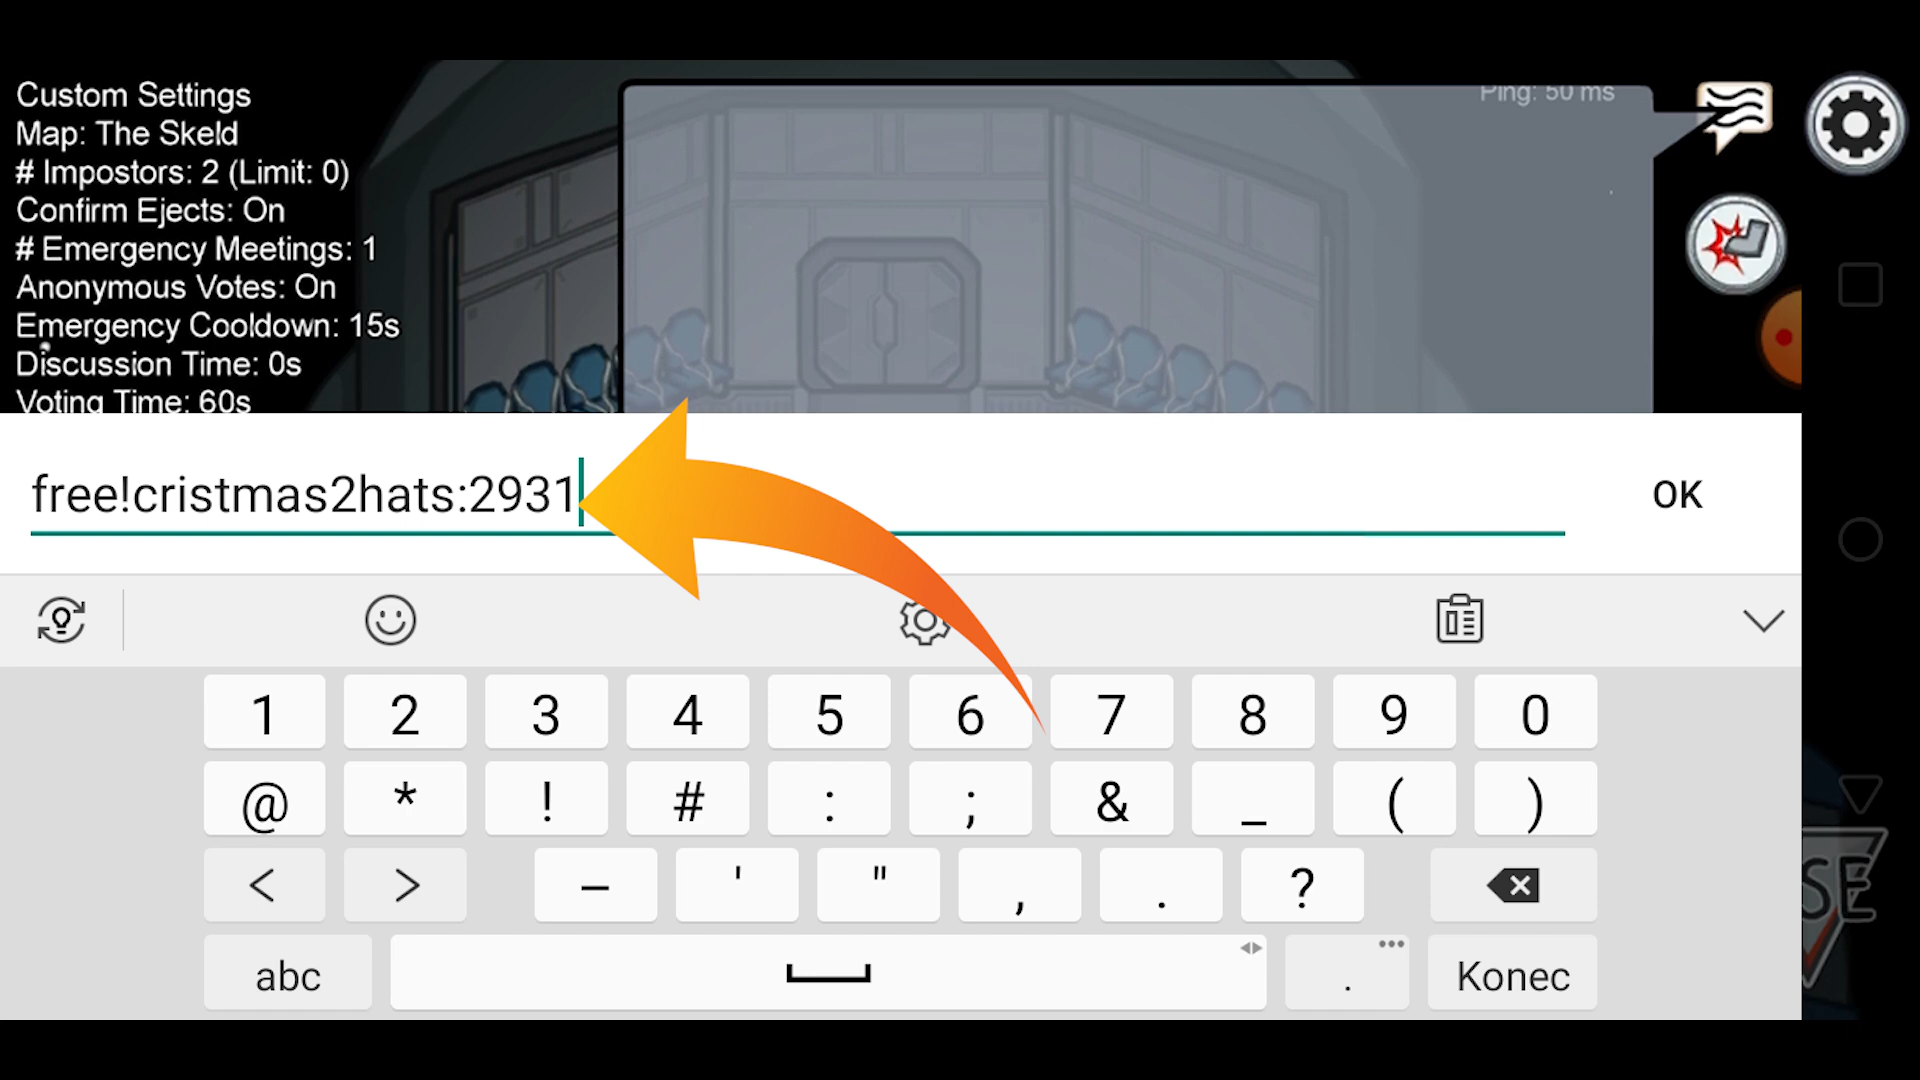 Custom Settings
Map: The Skeld
# Impostors: 2 (Limit: 0)
Confirm Ejects: On
# Emergency Meetings: 1
Anonymous Votes: On
Emergency Cooldown: 15s
Discussion Time: 0s
Voting Time: 60s
Ping: 50 ms
free!cristmas2hats:2931
OK
1 2 3 4 5 6 7 8 9 0
@ * ! # : ; & _ ( )
< > – ' " , . ?
abc . Konec